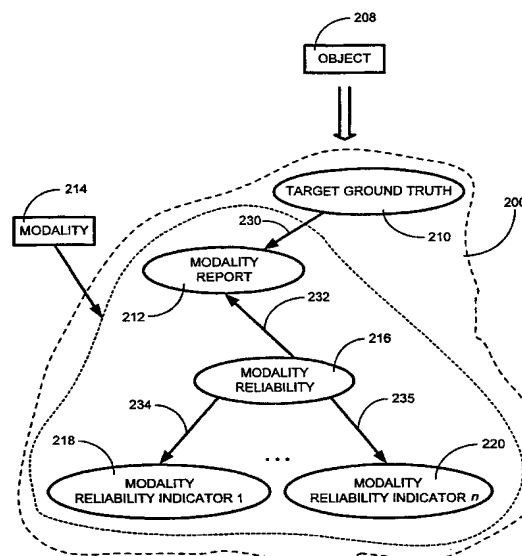 208
OBJECT
214
MODALITY
TARGET GROUND TRUTH
200
230
210
MODALITY
REPORT
212
232
216
MODALITY
RELIABILITY
234
235
218
...
220
MODALITY
RELIABILITY INDICATOR 1
MODALITY
RELIABILITY INDICATOR n